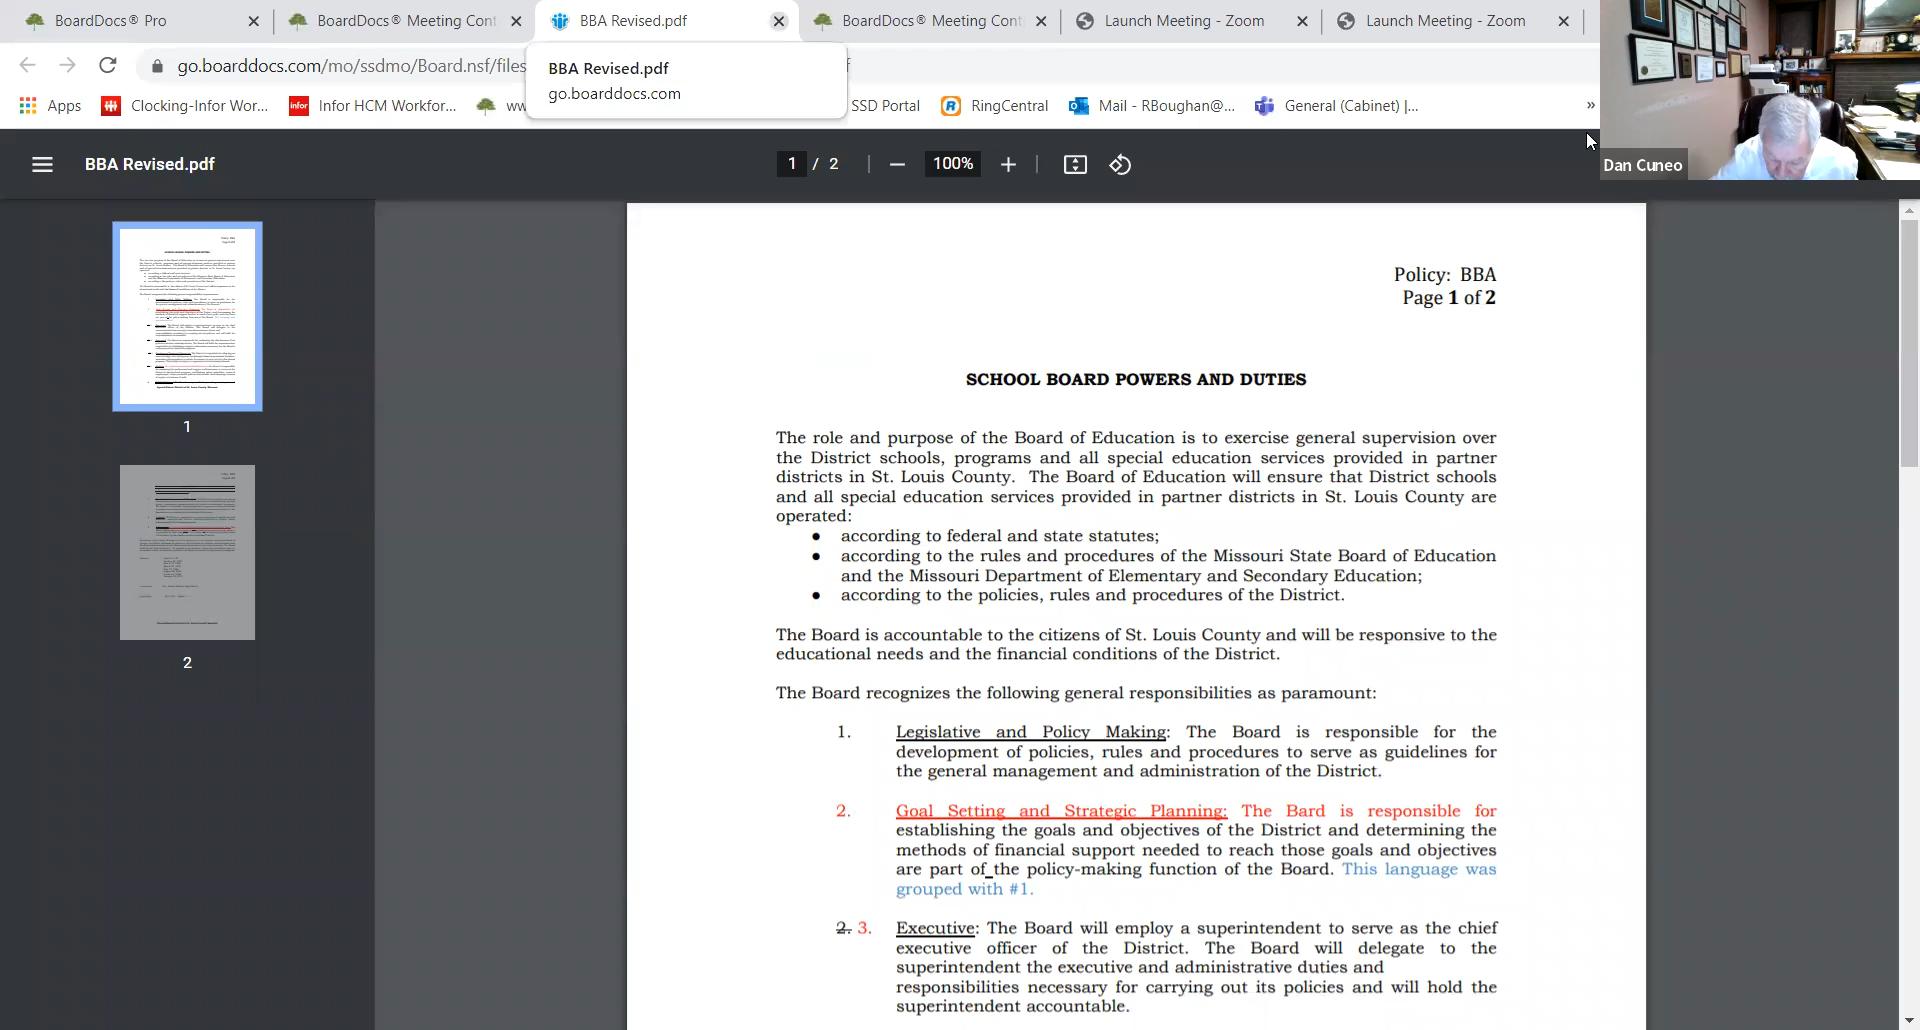 BoardDocs® Pro
BoardDocs® Meeting Cont
BBA Revised.pdf
BoardDocs® Meeting Cont
Launch Meeting - Zoom
Launch Meeting - Zoom
go.boarddocs.com/mo/ssdmo/Board.nsf/files
BBA Revised.pdf
go.boarddocs.com
Apps
Clocking-Infor Wor...
infor
Infor HCM Workfor...
ww
SSD Portal
RingCentral
Mail - RBoughan@...
General (Cabinet) |...
»
BBA Revised.pdf
1 / 2
100%
Dan Cuneo
1
2
Policy: BBA
Page 1 of 2
SCHOOL BOARD POWERS AND DUTIES
The role and purpose of the Board of Education is to exercise general supervision over
the District schools, programs and all special education services provided in partner
districts in St. Louis County. The Board of Education will ensure that District schools
and all special education services provided in partner districts in St. Louis County are
operated:
● according to federal and state statutes;
● according to the rules and procedures of the Missouri State Board of Education
and the Missouri Department of Elementary and Secondary Education;
● according to the policies, rules and procedures of the District.
The Board is accountable to the citizens of St. Louis County and will be responsive to the
educational needs and the financial conditions of the District.
The Board recognizes the following general responsibilities as paramount:
1. Legislative and Policy Making: The Board is responsible for the
development of policies, rules and procedures to serve as guidelines for
the general management and administration of the District.
2. Goal Setting and Strategic Planning: The Bard is responsible for
establishing the goals and objectives of the District and determining the
methods of financial support needed to reach those goals and objectives
are part of the policy-making function of the Board. This language was
grouped with #1.
2. 3. Executive: The Board will employ a superintendent to serve as the chief
executive officer of the District. The Board will delegate to the
superintendent the executive and administrative duties and
responsibilities necessary for carrying out its policies and will hold the
superintendent accountable.